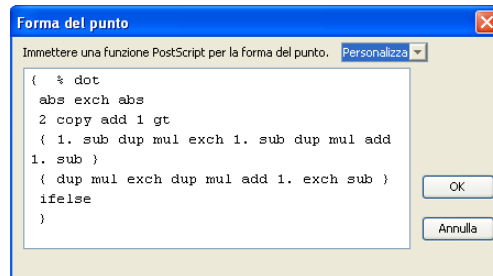 Forma del punto
Immettere una funzione PostScript per la forma del punto. Personalizza
{ % dot
abs exch abs
2 copy add 1 gt
{ 1. sub dup mul exch 1. sub dup mul add
1. sub }
{ dup mul exch dup mul add 1. exch sub }
ifelse
}
OK
Annulla